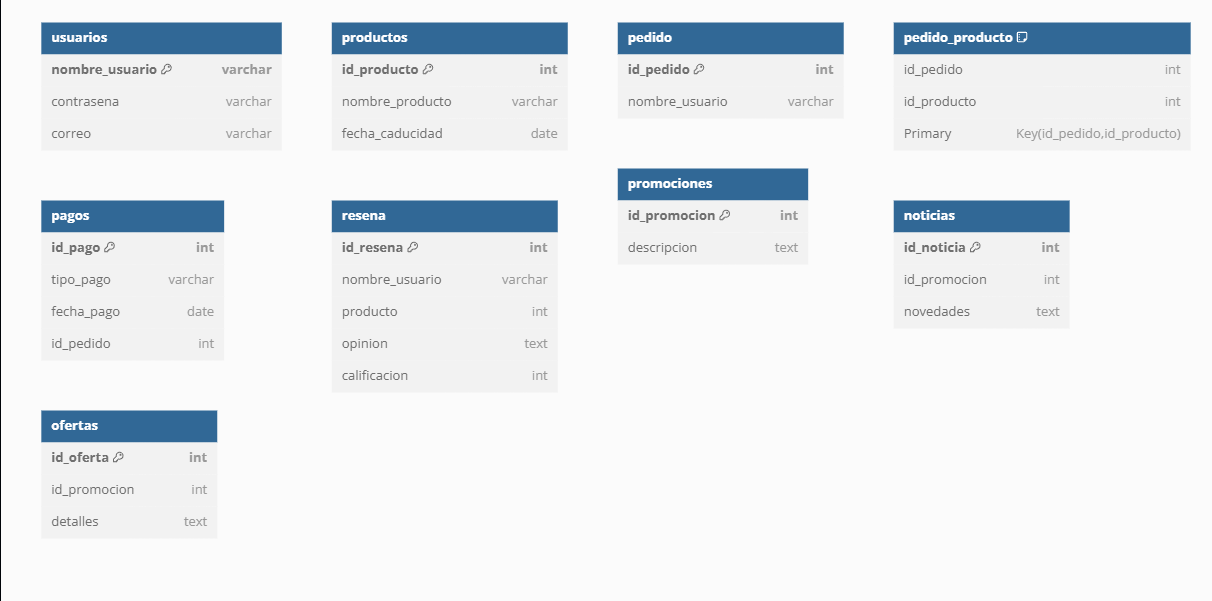 usuarios
nombre_usuario varchar
contrasena varchar
correo varchar
productos
id_producto int
nombre_producto varchar
fecha_caducidad date
pedido
id_pedido int
nombre_usuario varchar
pedido_producto
id_pedido int
id_producto int
Primary Key(id_pedido,id_producto)
promociones
id_promocion int
descripcion text
pagos
id_pago int
tipo_pago varchar
fecha_pago date
id_pedido int
resena
id_resena int
nombre_usuario varchar
producto int
opinion text
calificacion int
noticias
id_noticia int
id_promocion int
novedades text
ofertas
id_oferta int
id_promocion int
detalles text